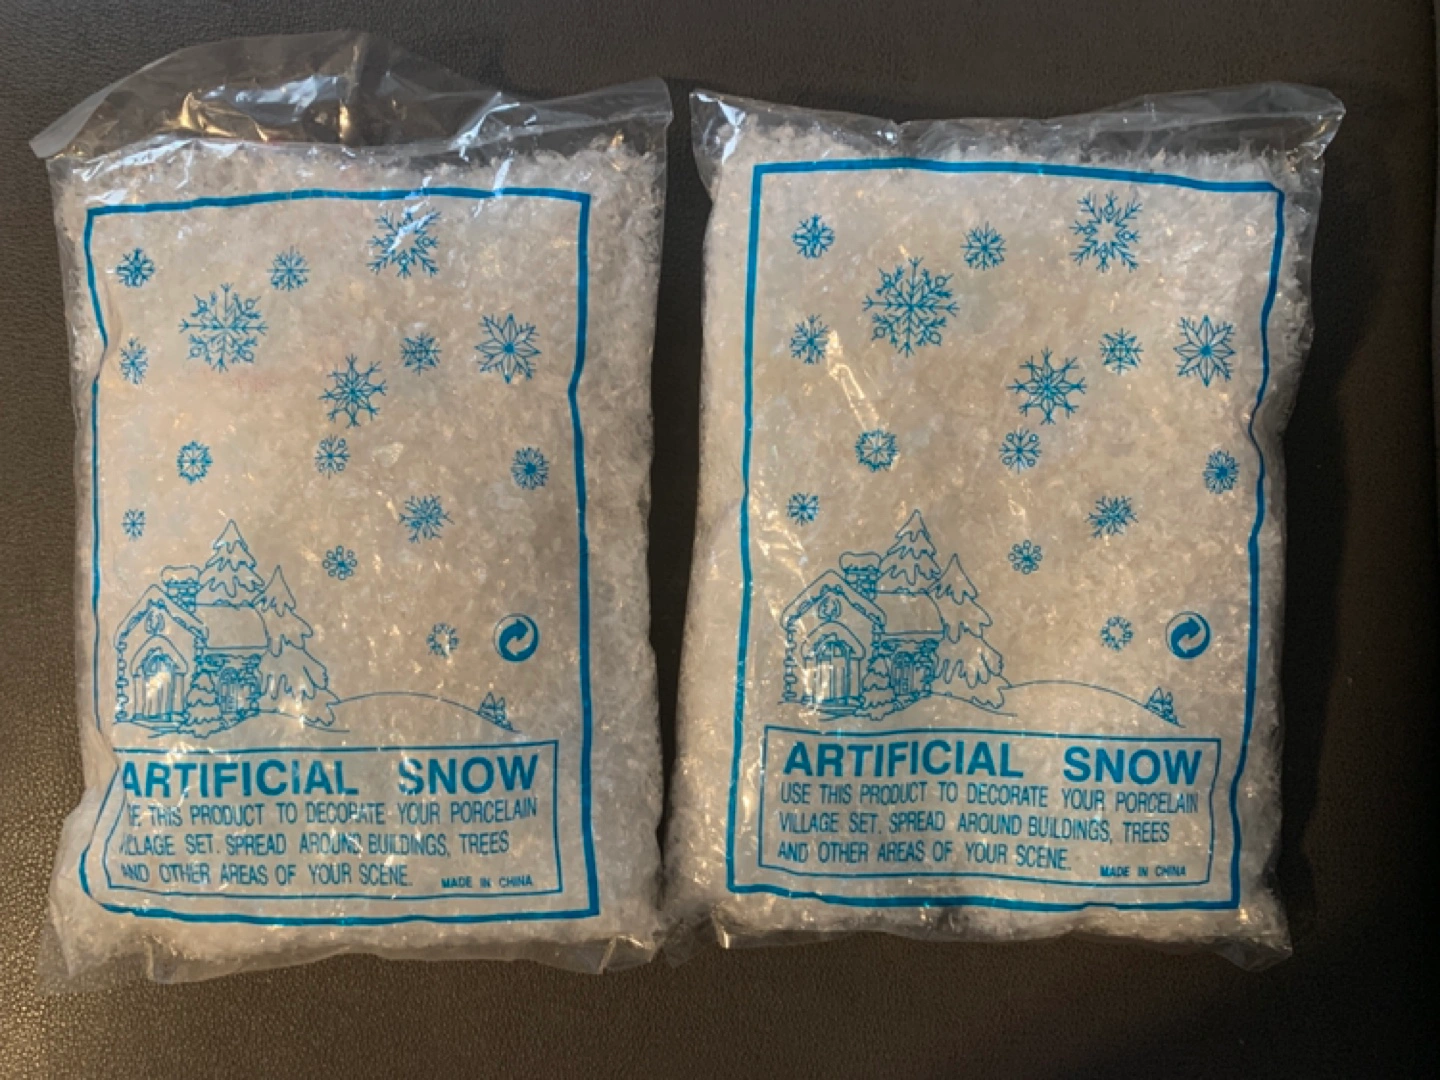 ARTIFICIAL SNOW
USE THIS PRODUCT TO DECORATE YOUR PORCELAIN
VILLAGE SET. SPREAD AROUND BUILDINGS, TREES
AND OTHER AREAS OF YOUR SCENE.
MADE IN CHINA
ARTIFICIAL SNOW
USE THIS PRODUCT TO DECORATE YOUR PORCELAIN
VILLAGE SET. SPREAD AROUND BUILDINGS, TREES
AND OTHER AREAS OF YOUR SCENE.
MADE IN CHINA